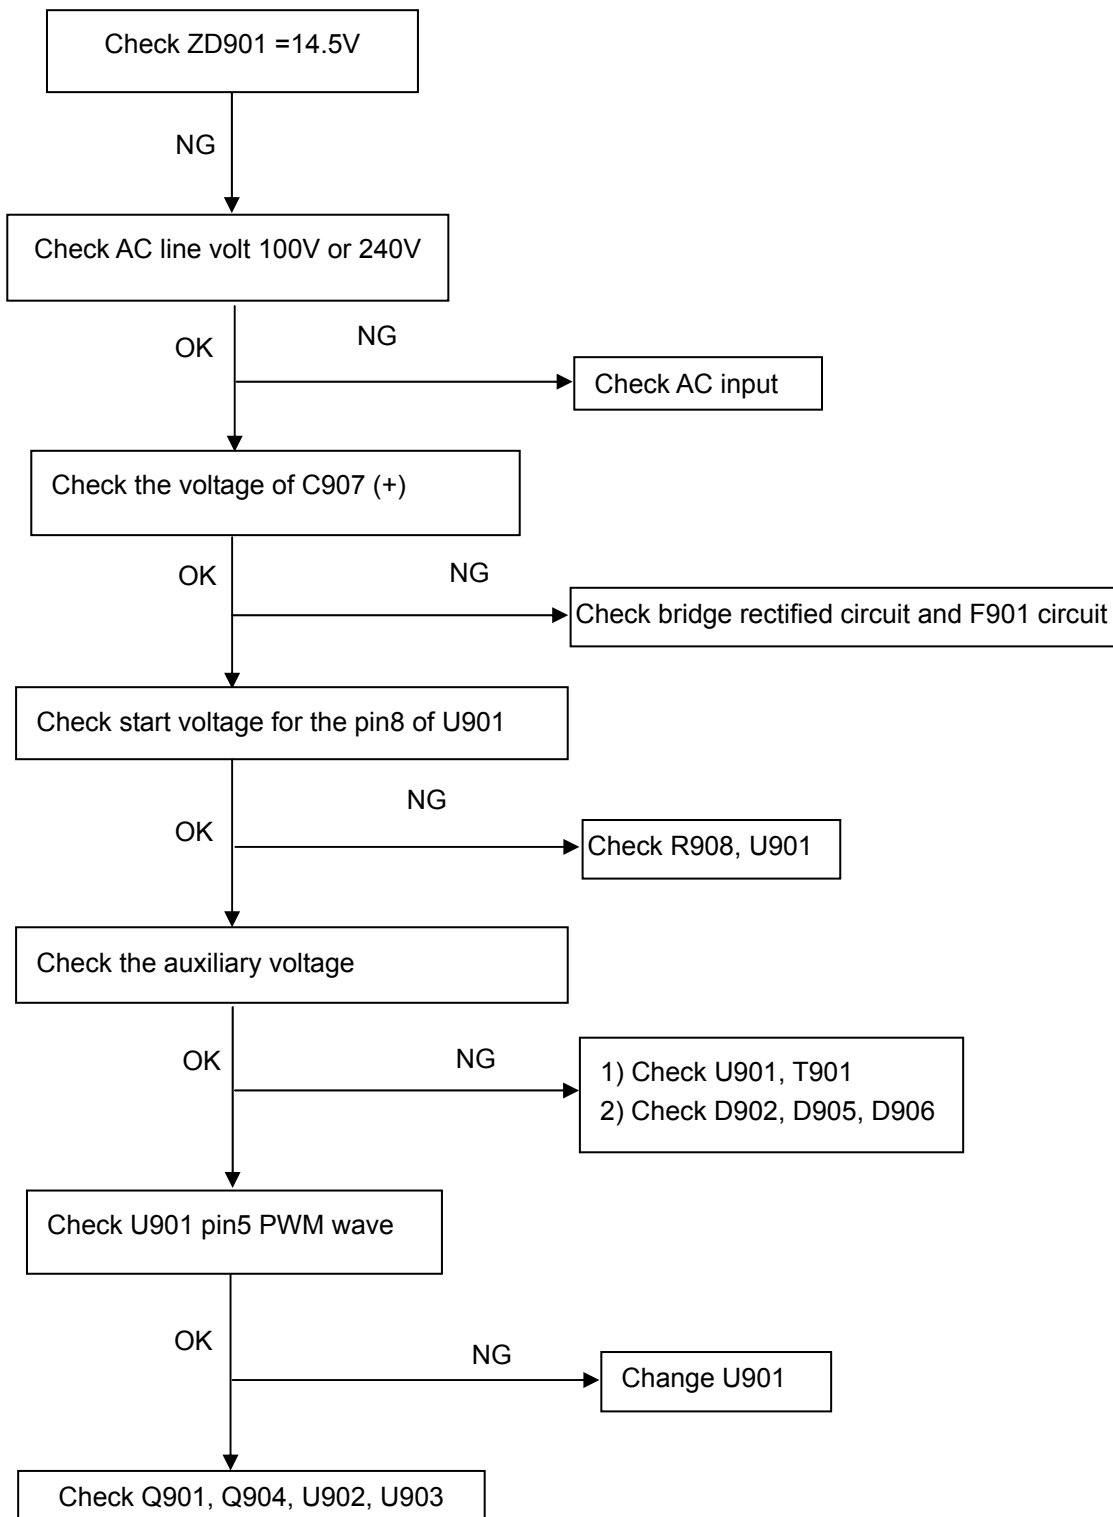 Check ZD901 =14.5V
NG
Check AC line volt 100V or 240V
OK
NG
Check AC input
Check the voltage of C907 (+)
OK
NG
Check bridge rectified circuit and F901 circuit
Check start voltage for the pin8 of U901
NG
OK
Check R908, U901
Check the auxiliary voltage
OK
NG
1) Check U901, T901
2) Check D902, D905, D906
Check U901 pin5 PWM wave
OK
NG
Change U901
Check Q901, Q904, U902, U903